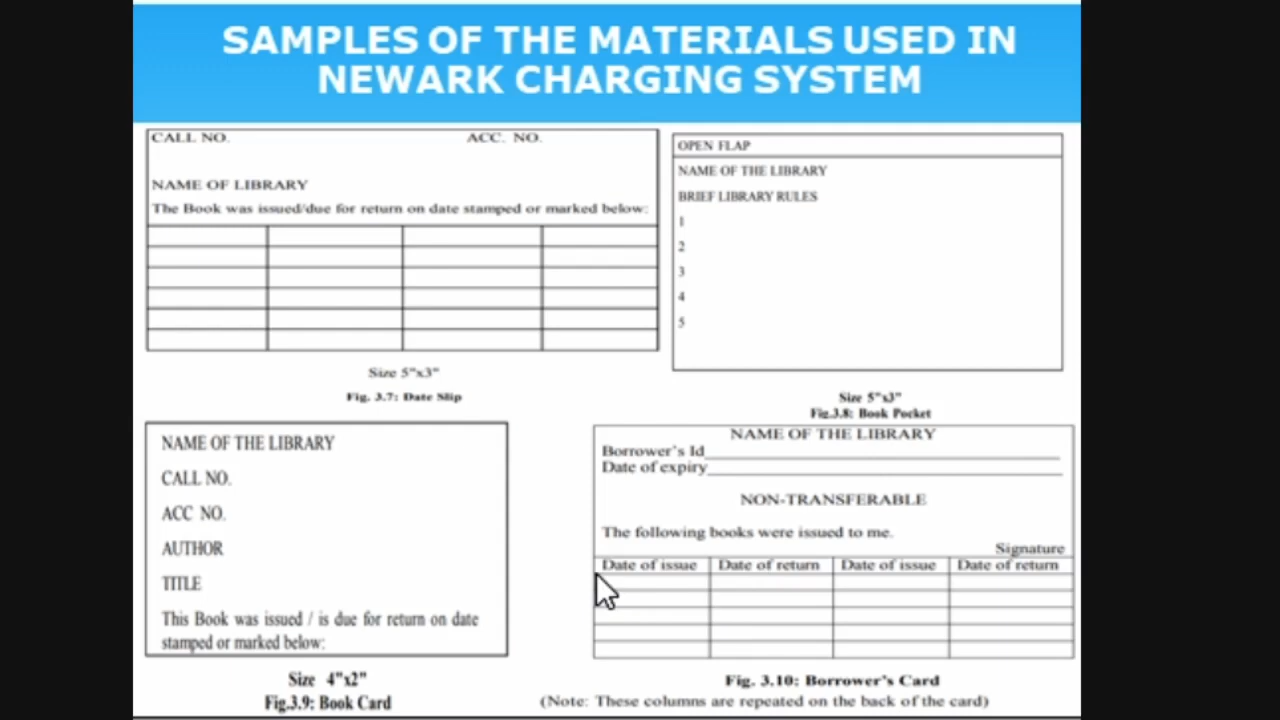 SAMPLES OF THE MATERIALS USED IN
NEWARK CHARGING SYSTEM
CALL NO. ACC. NO.
NAME OF LIBRARY
The Book was issued/due for return on date stamped or marked below:
Size 5"x3"
Fig. 3.7: Date Slip
OPEN FLAP
NAME OF THE LIBRARY
BRIEF LIBRARY RULES
1
2
3
4
5
Size 5"x3"
Fig.3.8: Book Pocket
NAME OF THE LIBRARY
CALL NO.
ACC NO.
AUTHOR
TITLE
This Book was issued / is due for return on date
stamped or marked below:
Size 4"x2"
Fig.3.9: Book Card
NAME OF THE LIBRARY
Borrower's Id
Date of expiry
NON-TRANSFERABLE
The following books were issued to me.
Signature
Date of issue Date of return Date of issue Date of return
Fig. 3.10: Borrower's Card
(Note: These columns are repeated on the back of the card)